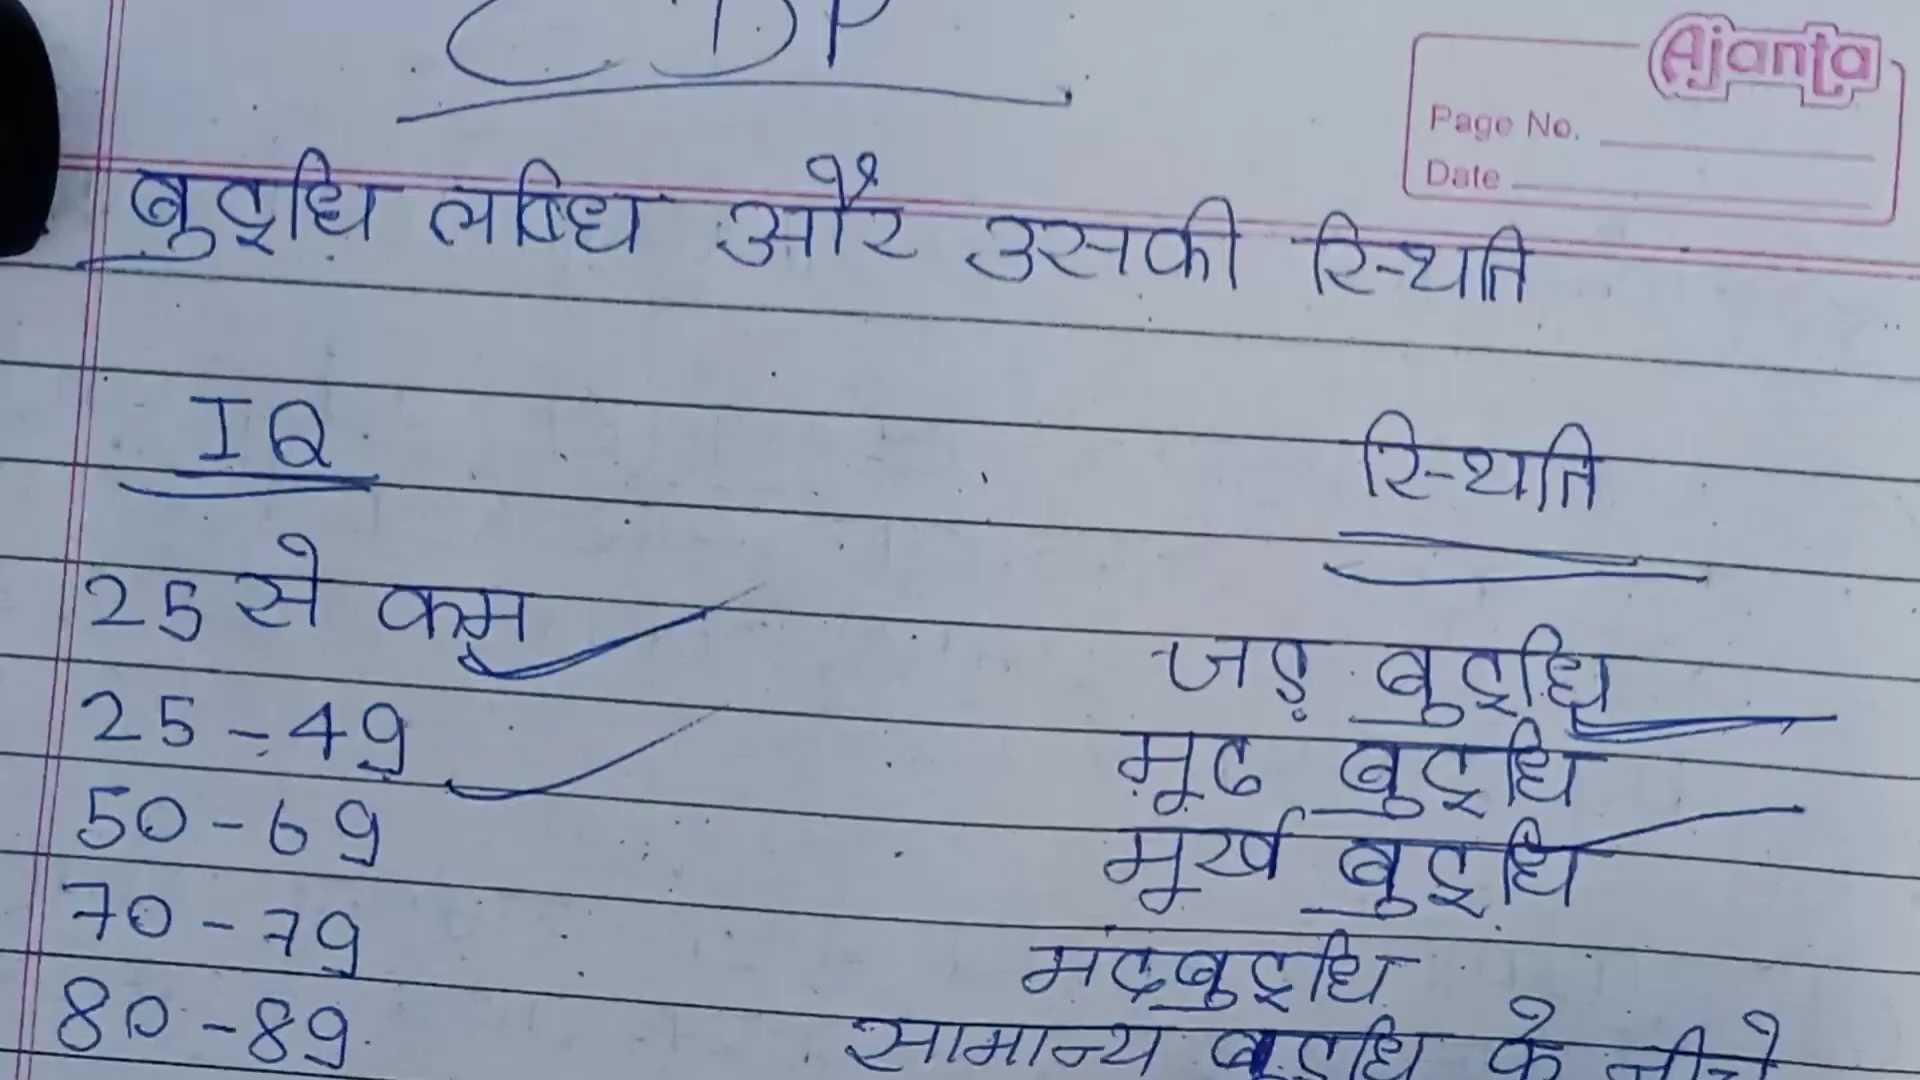 CDP
Ajanta
Page No.
Date
बुद्धि लब्धि और उसकी स्थिति
IQ स्थिति
25 से कम जड़ बुद्धि
25-49 मूढ बुद्धि
50-69 मूर्ख बुद्धि
70-79 मंदबुद्धि
80-89 सामान्य बुद्धि के नीचे